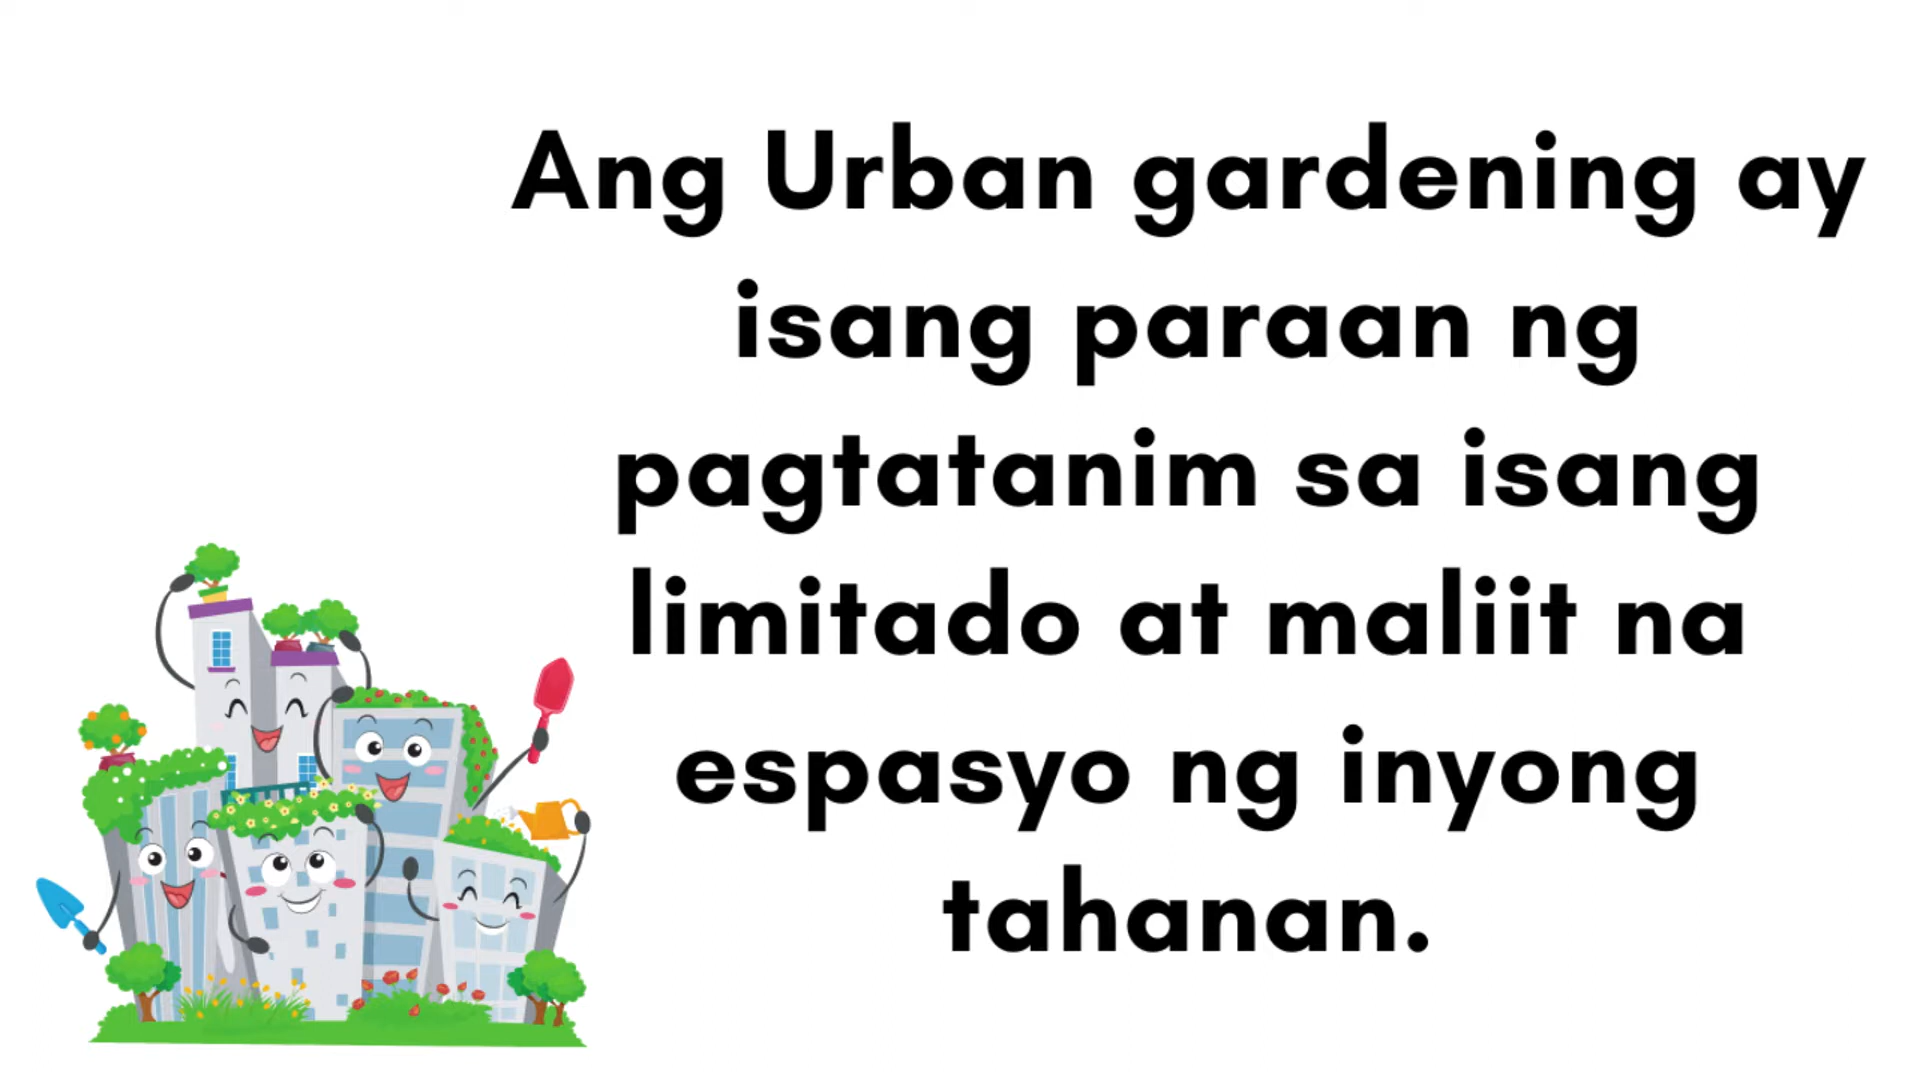 Ang Urban gardening ay
isang paraan ng
pagtatanim sa isang
limitado at maliit na
espasyo ng inyong
tahanan.